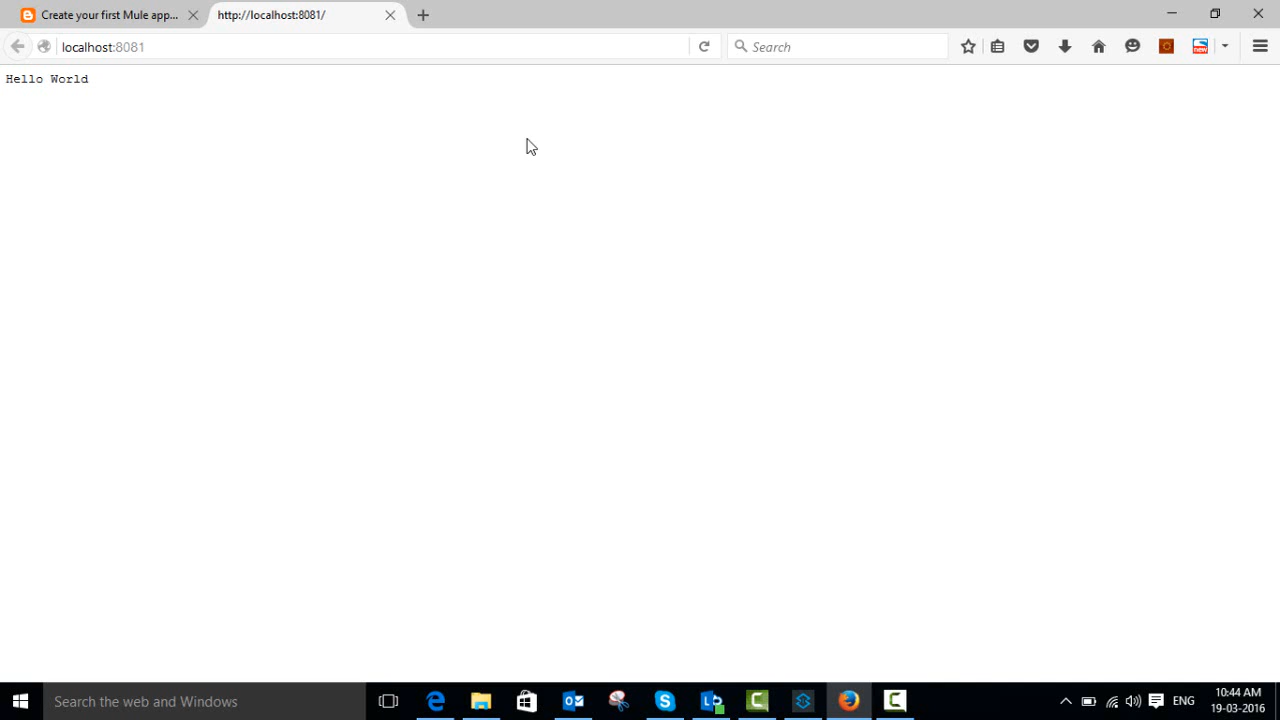 Create your first Mule app...
http://localhost:8081/
localhost:8081
Search
new
Hello World
Search the web and Windows
ENG
10:44 AM
19-03-2016